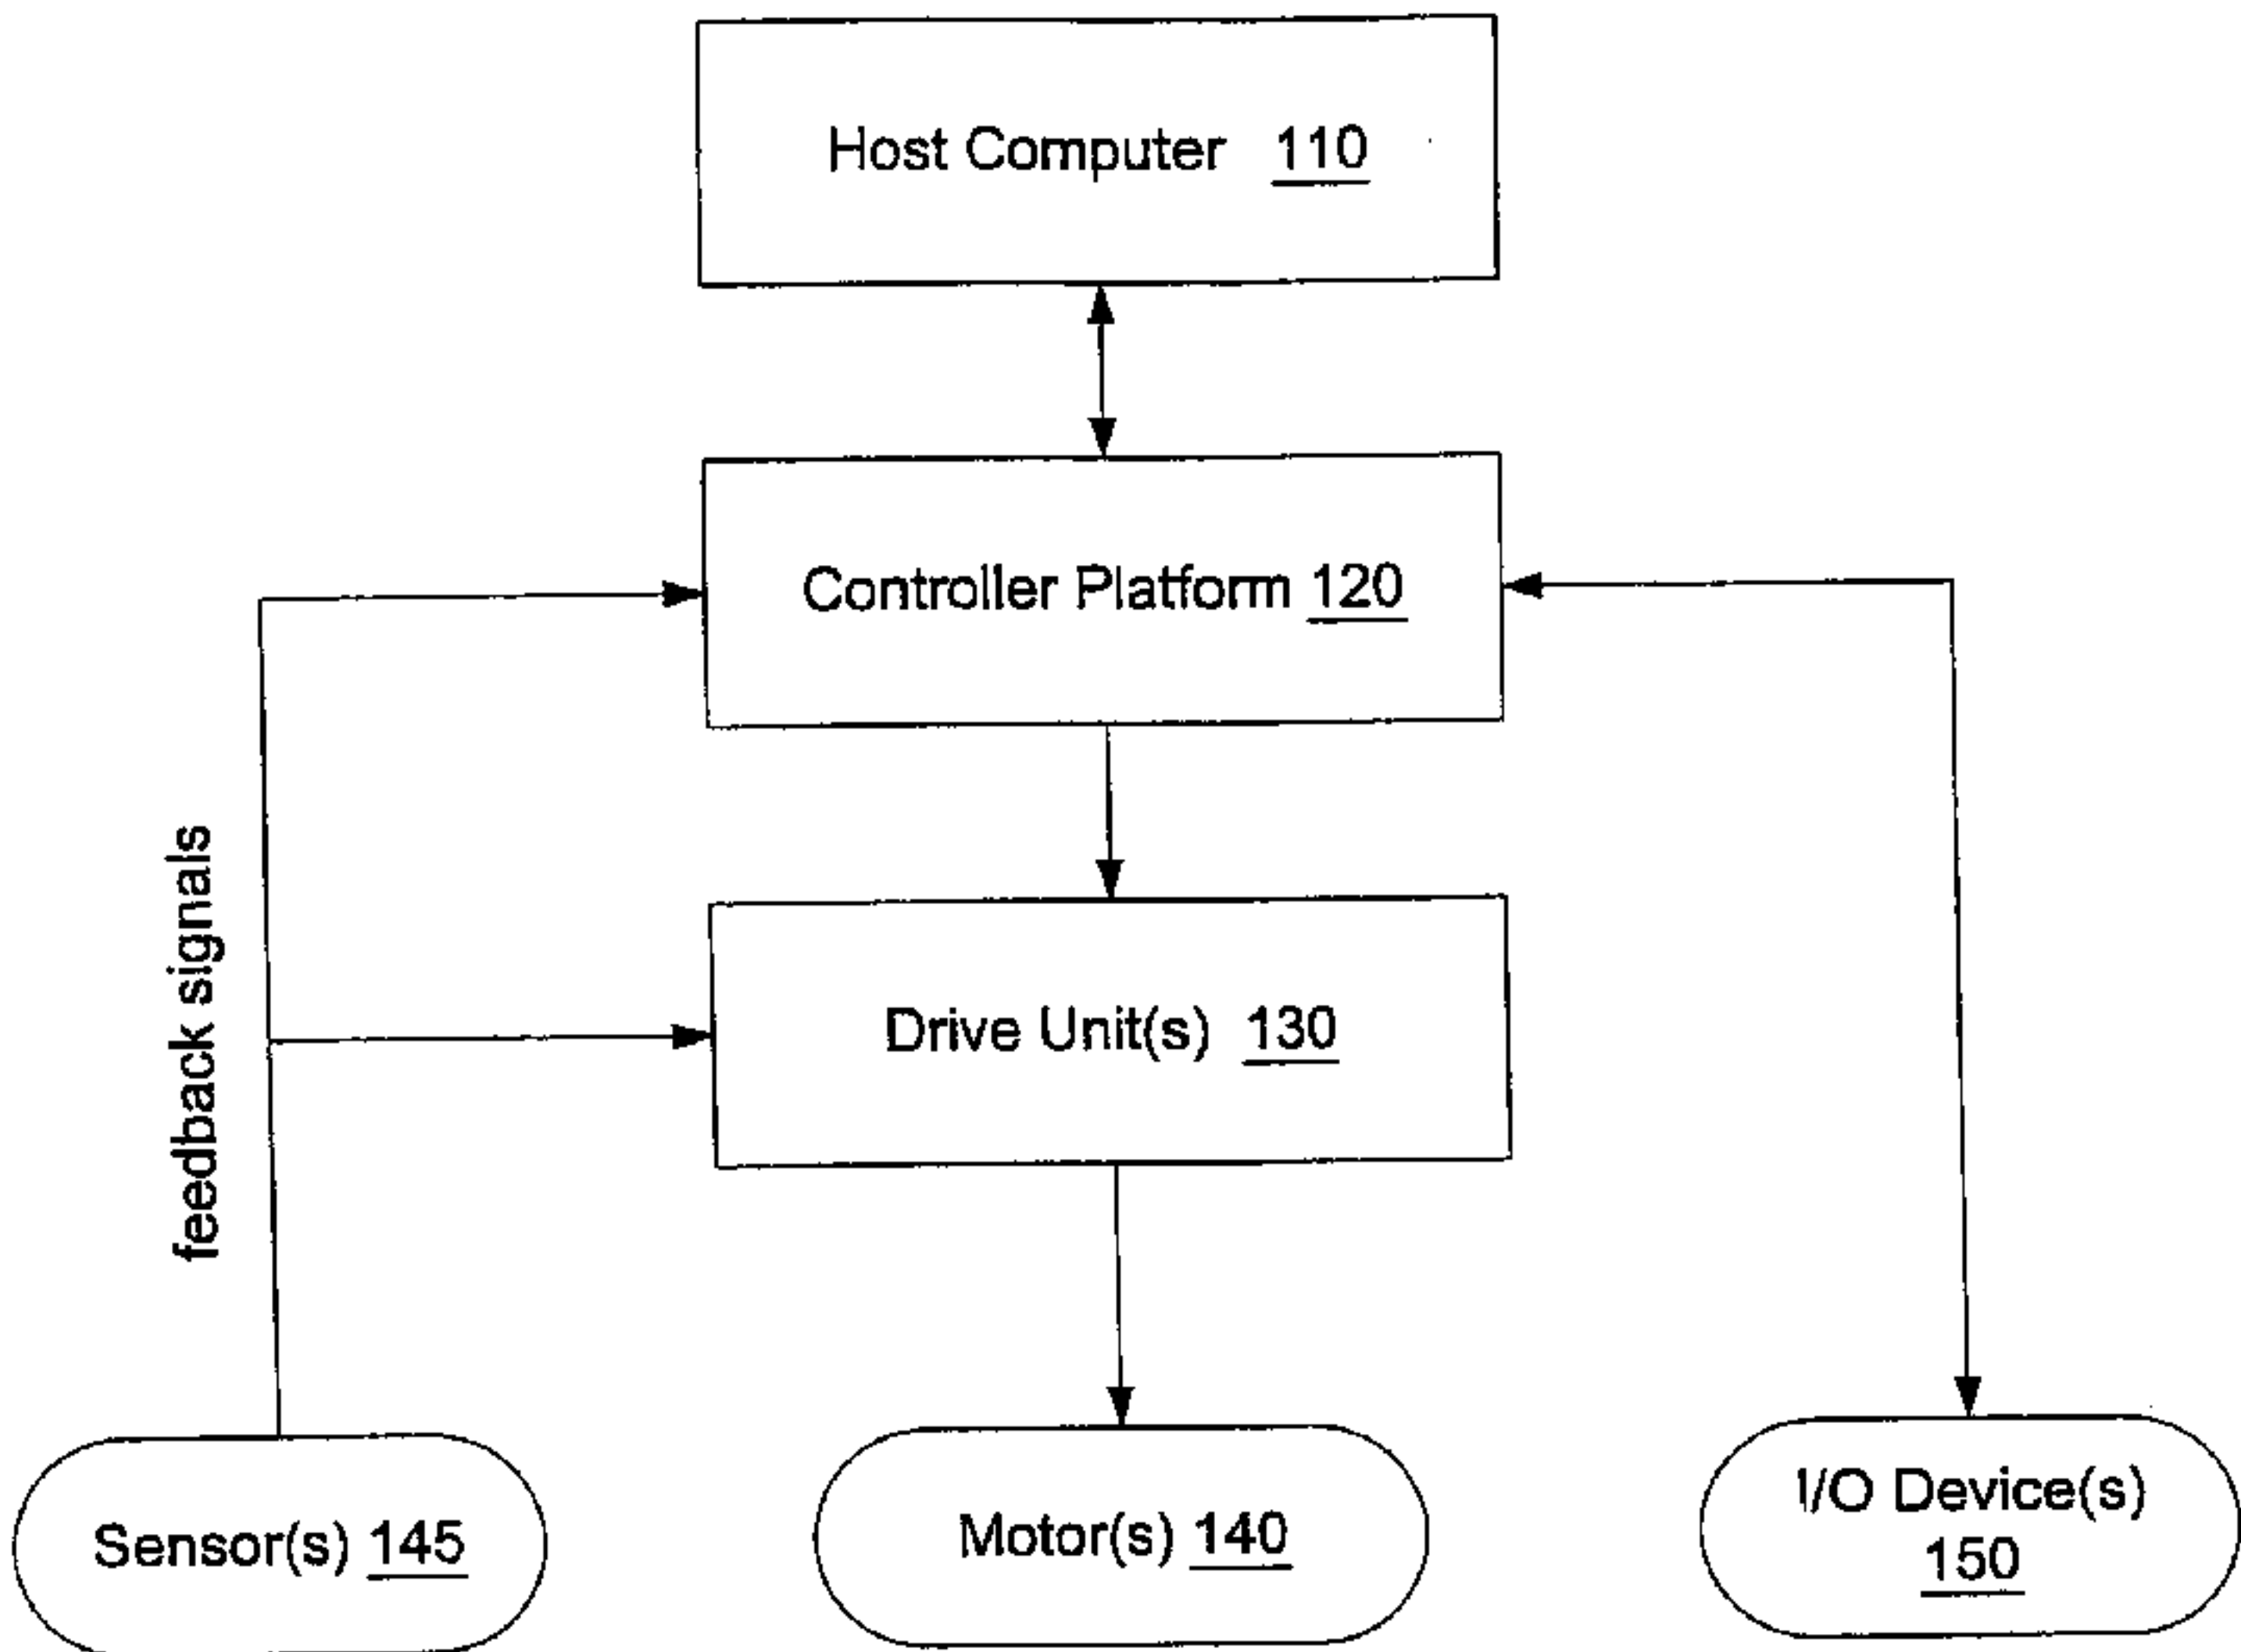 Host Computer 110
Controller Platform 120
feedback signals
Drive Unit(s) 130
Sensor(s) 145
Motor(s) 140
I/O Device(s)
150